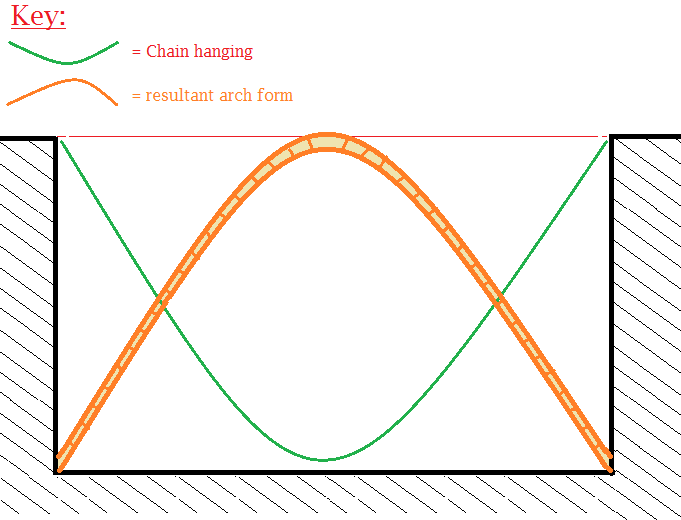 Key:
= Chain hanging
= resultant arch form